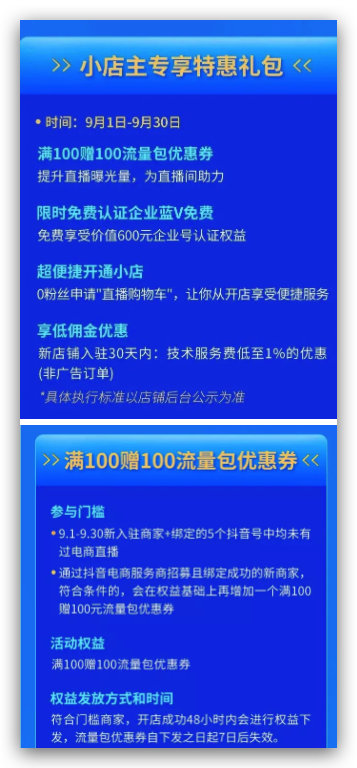 >> 小店主专享特惠礼包 <<
• 时间：9月1日-9月30日
满100赠100流量包优惠券
提升直播曝光量，为直播间助力
限时免费认证企业蓝V免费
免费享受价值600元企业号认证权益
超便捷开通小店
0粉丝申请"直播购物车"，让你从开店享受便捷服务
享低佣金优惠
新店铺入驻30天内：技术服务费低至1%的优惠
(非广告订单)
*具体执行标准以店铺后台公示为准
>> 满100赠100流量包优惠券 <<
参与门槛
• 9.1-9.30新入驻商家+绑定的5个抖音号中均未有
过电商直播
• 通过抖音电商服务商招募且绑定成功的新商家，
符合条件的，会在权益基础上再增加一个满100
赠100元流量包优惠券
活动权益
满100赠100流量包优惠券
权益发放方式和时间
符合门槛商家，开店成功48小时内会进行权益下
发，流量包优惠券自下发之日起7日后失效。